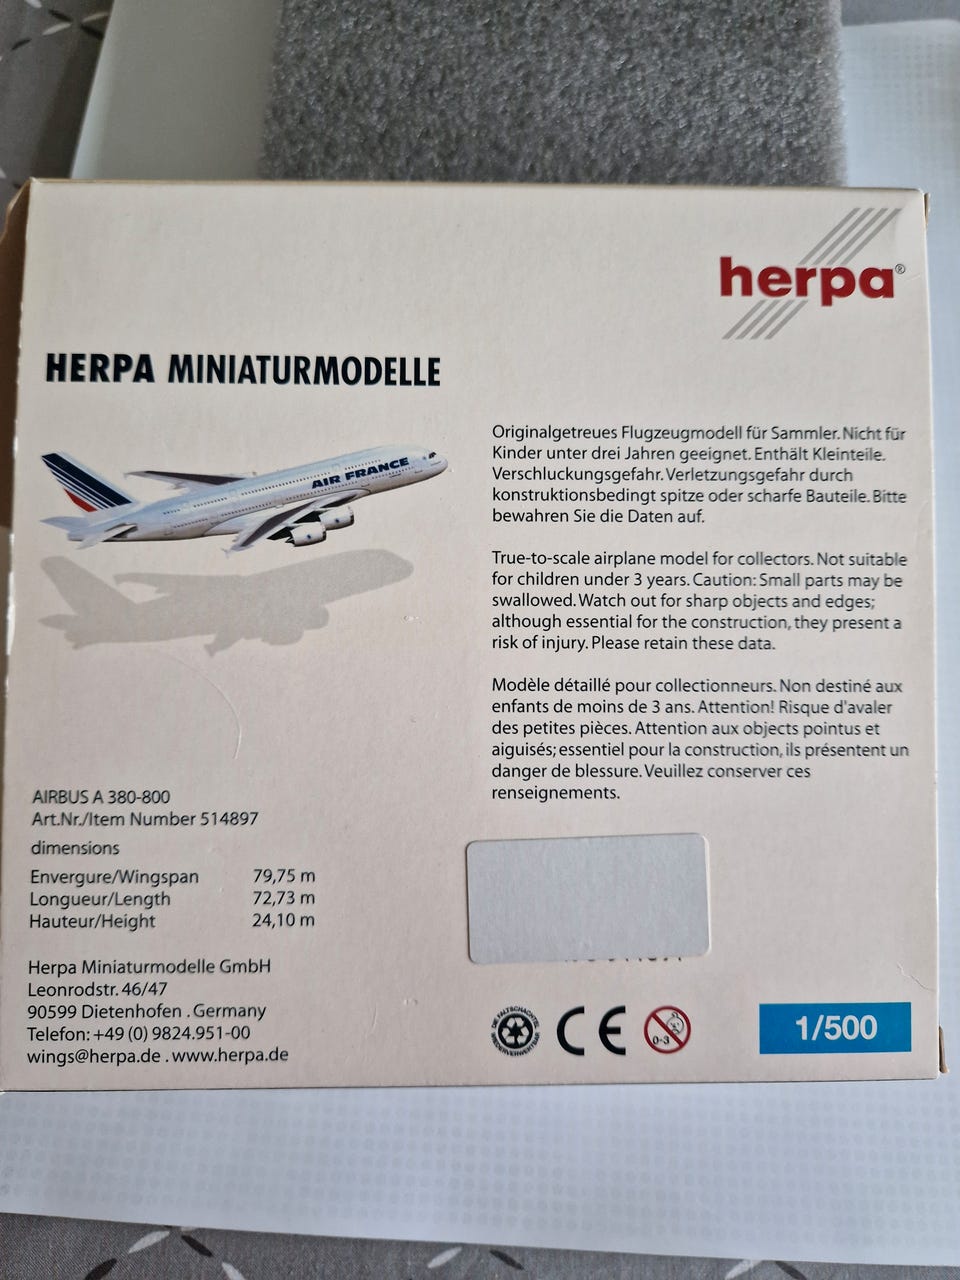 herpa®
HERPA MINIATURMODELLE
AIR FRANCE
Originalgetreues Flugzeugmodell für Sammler. Nicht für
Kinder unter drei Jahren geeignet. Enthält Kleinteile.
Verschluckungsgefahr. Verletzungsgefahr durch
konstruktionsbedingt spitze oder scharfe Bauteile. Bitte
bewahren Sie die Daten auf.
True-to-scale airplane model for collectors. Not suitable
for children under 3 years. Caution: Small parts may be
swallowed. Watch out for sharp objects and edges;
although essential for the construction, they present a
risk of injury. Please retain these data.
Modèle détaillé pour collectionneurs. Non destiné aux
enfants de moins de 3 ans. Attention! Risque d'avaler
des petites pièces. Attention aux objects pointus et
aiguisés; essentiel pour la construction, ils présentent un
danger de blessure. Veuillez conserver ces
renseignements.
AIRBUS A 380-800
Art.Nr./Item Number 514897
dimensions
Envergure/Wingspan 79,75 m
Longueur/Length 72,73 m
Hauteur/Height 24,10 m
Herpa Miniaturmodelle GmbH
Leonrodstr. 46/47
90599 Dietenhofen . Germany
Telefon: +49 (0) 9824.951-00
wings@herpa.de . www.herpa.de
DIE FALTSCHACHTEL
WIEDERVERWERTBAR
CE
0-3
1/500